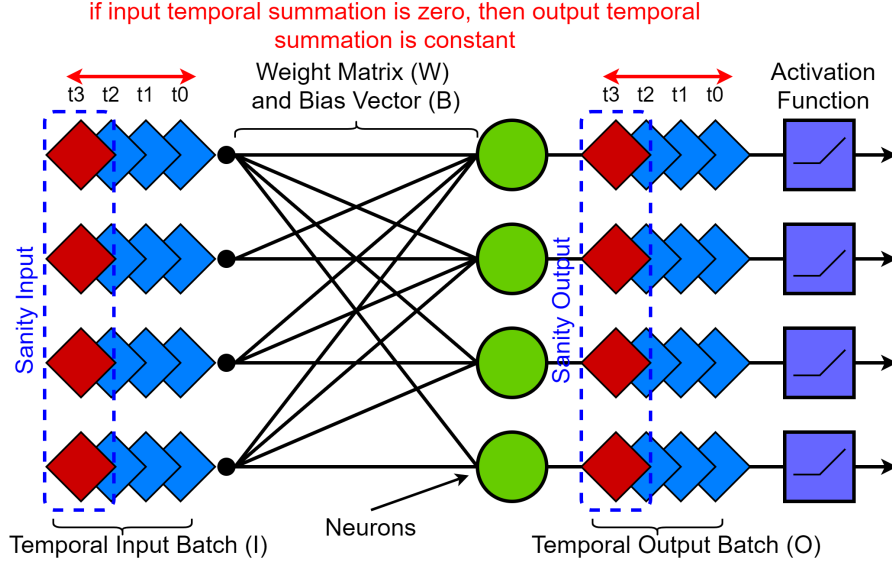 if input temporal summation is zero, then output temporal
summation is constant
Weight Matrix (W)
and Bias Vector (B)
Activation
Function
t3 t2 t1 t0
t3 t2 t1 t0
Sanity Input
Sanity Output
Neurons
Temporal Input Batch (I)
Temporal Output Batch (O)